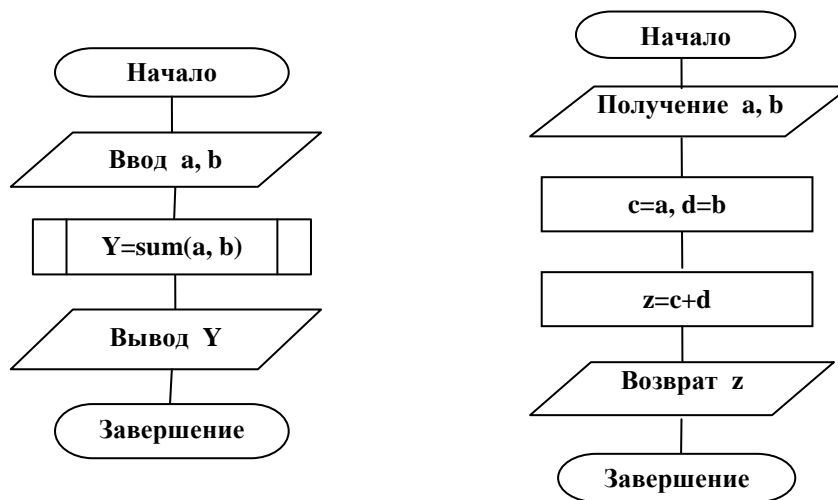 Начало
Ввод a, b
Y=sum(a, b)
Вывод Y
Завершение
Начало
Получение a, b
c=a, d=b
z=c+d
Возврат z
Завершение